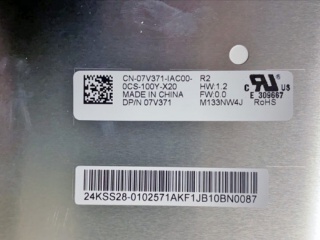 CN-07V371-IAC00- R2
0CS-100Y-X20 HW:1.2
MADE IN CHINA FW:0.0
DP/N 07V371 M133NW4J
c RU US
E 309667
RoHS
24KSS28-0102571AKF1JB10BN0087